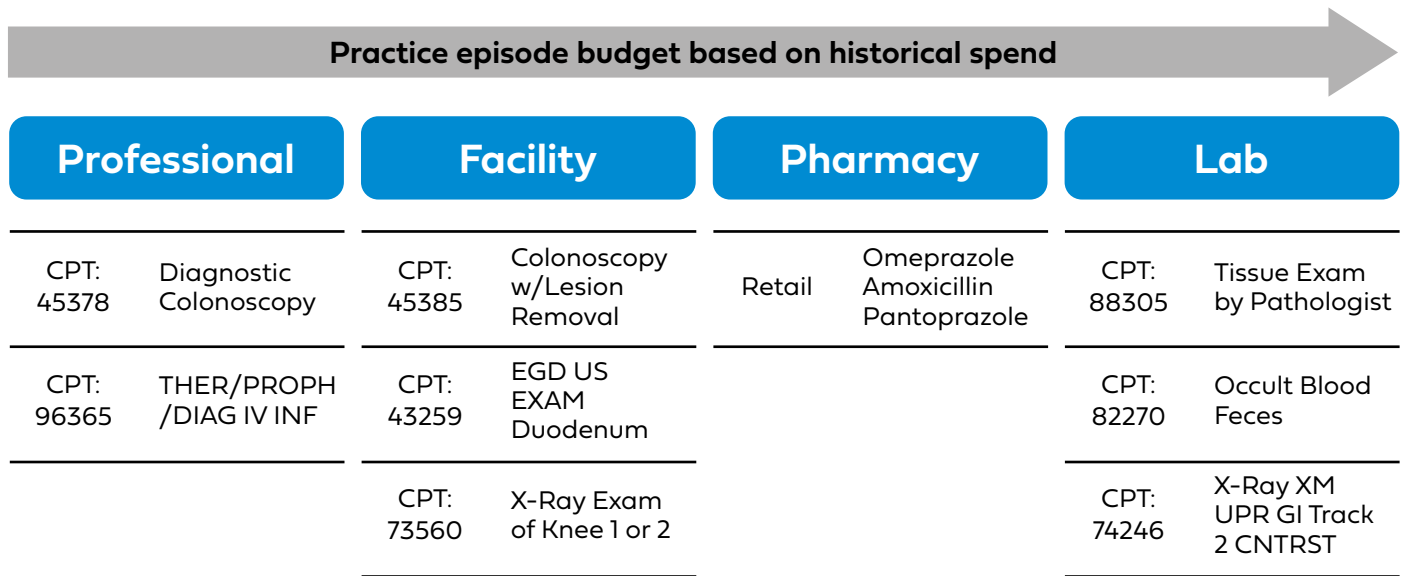 Practice episode budget based on historical spend
Professional
CPT:
45378
Diagnostic
Colonoscopy
CPT:
96365
THER/PROPH
/DIAG IV INF
Facility
CPT:
45385
Colonoscopy
w/Lesion
Removal
CPT:
43259
EGD US
EXAM
Duodenum
CPT:
73560
X-Ray Exam
of Knee 1 or 2
Pharmacy
Retail
Omeprazole
Amoxicillin
Pantoprazole
Lab
CPT:
88305
Tissue Exam
by Pathologist
CPT:
82270
Occult Blood
Feces
CPT:
74246
X-Ray XM
UPR GI Track
2 CNTRST